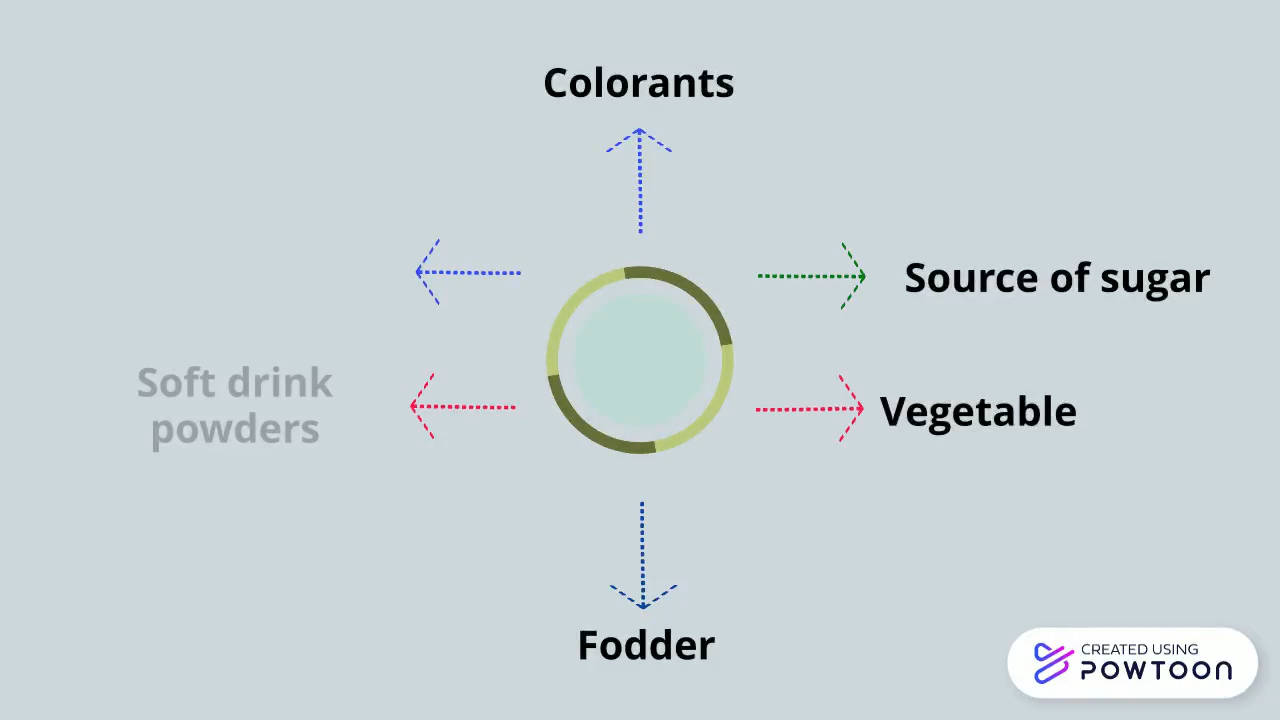 Colorants
Source of sugar
Soft drink
powders
Vegetable
Fodder
CREATED USING
POWTOON